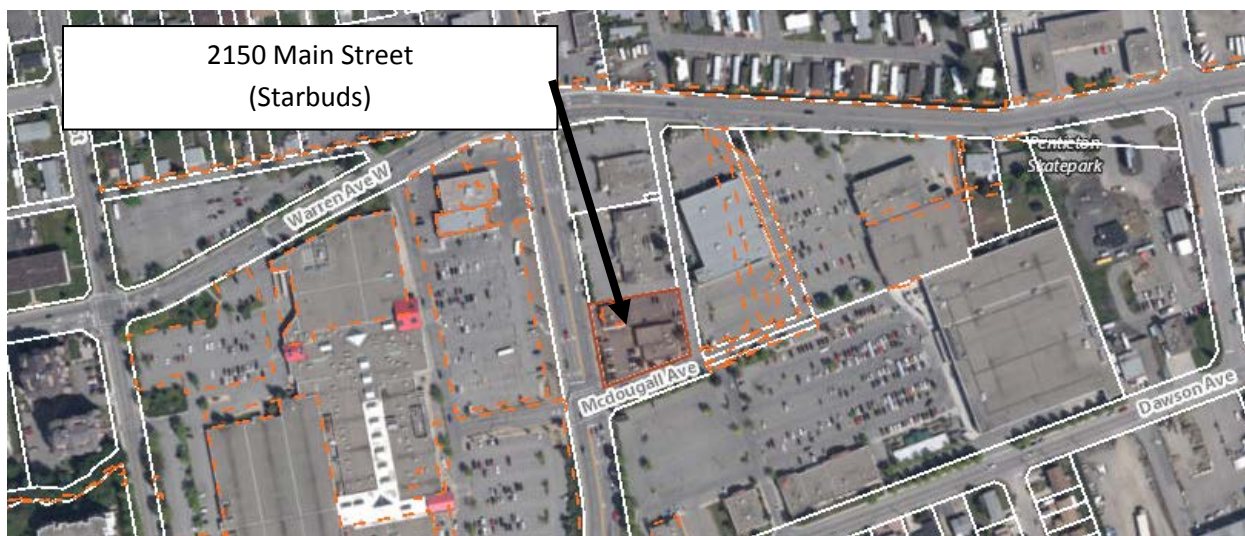 2150 Main Street
(Starbuds)
Warren Ave W
Penticton
Skatepark
Mcdougall Ave
Dawson Ave